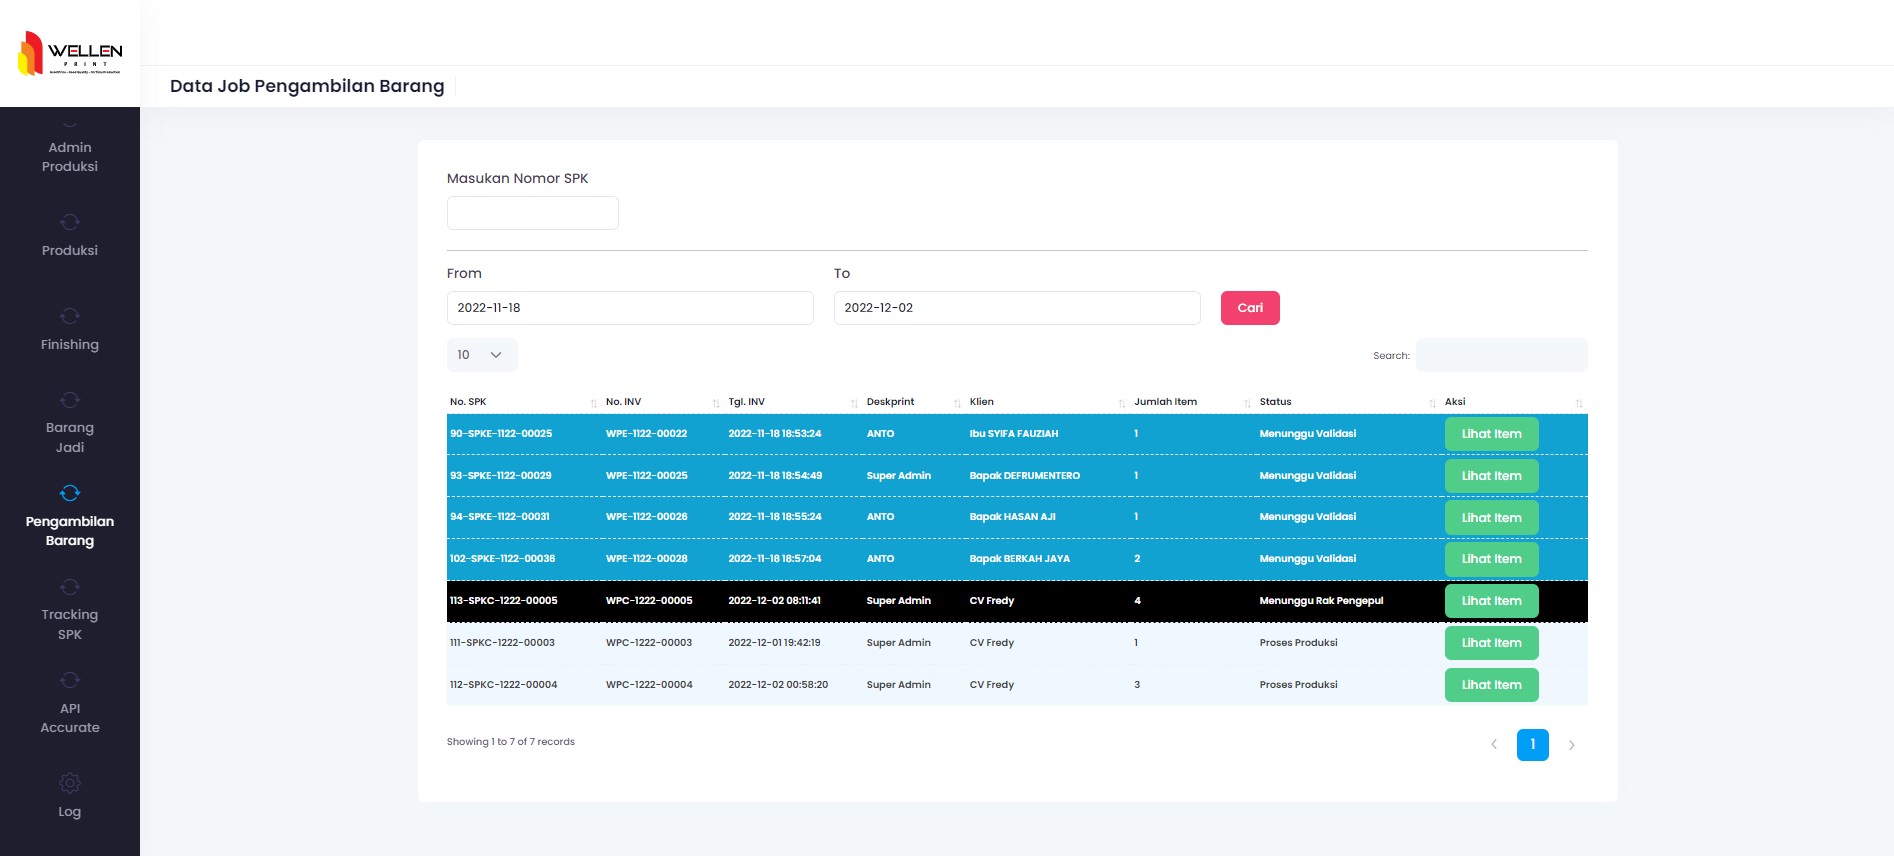 WELLEN
PRINT
Data Job Pengambilan Barang
Admin
Produksi
Produksi
Finishing
Barang
Jadi
Pengambilan
Barang
Tracking
SPK
API
Accurate
Log
Masukan Nomor SPK
From To
2022-11-18 2022-12-02 Cari
10 Search:
No. SPK No. INV Tgl. INV Deskprint Klien Jumlah Item Status Aksi
90-SPKE-1122-00025 WPE-1122-00022 2022-11-18 18:53:24 ANTO Ibu SYIFA FAUZIAH 1 Menunggu Validasi Lihat Item
93-SPKE-1122-00029 WPE-1122-00025 2022-11-18 18:54:49 Super Admin Bapak DEFRUMENTERO 1 Menunggu Validasi Lihat Item
94-SPKE-1122-00031 WPE-1122-00026 2022-11-18 18:55:24 ANTO Bapak HASAN AJI 1 Menunggu Validasi Lihat Item
102-SPKE-1122-00036 WPE-1122-00028 2022-11-18 18:57:04 ANTO Bapak BERKAH JAYA 2 Menunggu Validasi Lihat Item
113-SPKC-1222-00005 WPC-1222-00005 2022-12-02 08:11:41 Super Admin CV Fredy 4 Menunggu Rak Pengepul Lihat Item
111-SPKC-1222-00003 WPC-1222-00003 2022-12-01 19:42:19 Super Admin CV Fredy 1 Proses Produksi Lihat Item
112-SPKC-1222-00004 WPC-1222-00004 2022-12-02 00:58:20 Super Admin CV Fredy 3 Proses Produksi Lihat Item
Showing 1 to 7 of 7 records 1